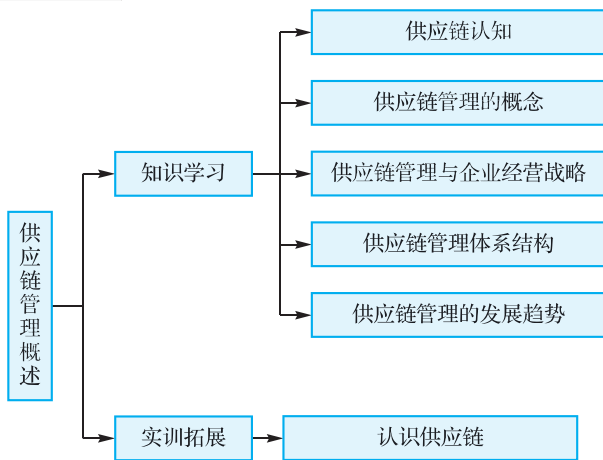 供应链管理概述
知识学习
供应链认知
供应链管理的概念
供应链管理与企业经营战略
供应链管理体系结构
供应链管理的发展趋势
实训拓展
认识供应链